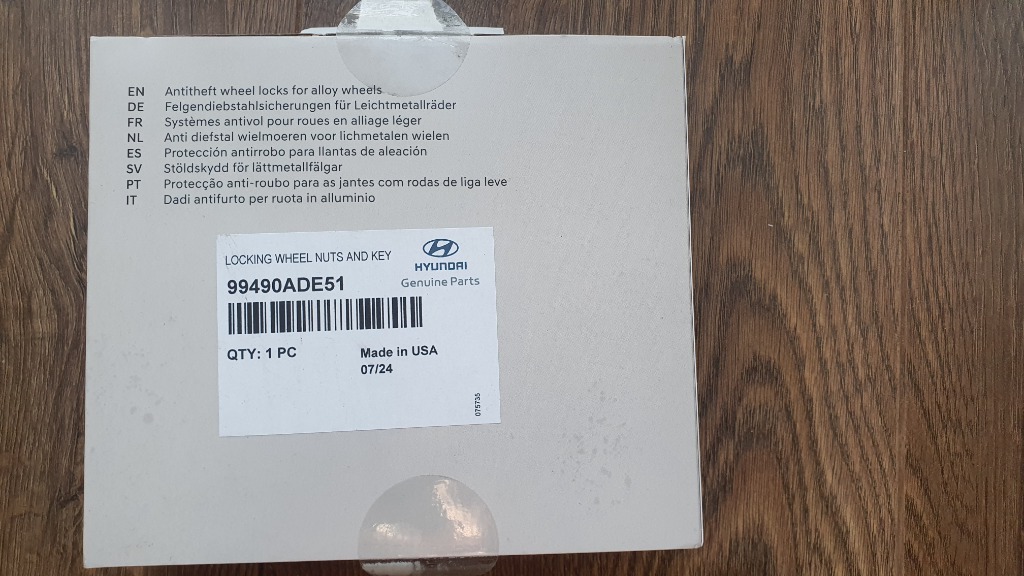 EN Antitheft wheel locks for alloy wheels
DE Felgendiebstahlsicherungen für Leichtmetallräder
FR Systèmes antivol pour roues en alliage léger
NL Anti diefstal wielmoeren voor lichmetalen wielen
ES Protección antirrobo para llantas de aleación
SV Stöldskydd för lättmetallfälgar
PT Protecção anti-roubo para as jantes com rodas de liga leve
IT Dadi antifurto per ruota in alluminio
LOCKING WHEEL NUTS AND KEY
HYUNDAI
Genuine Parts
99490ADE51
QTY: 1 PC
Made in USA
07/24
075735